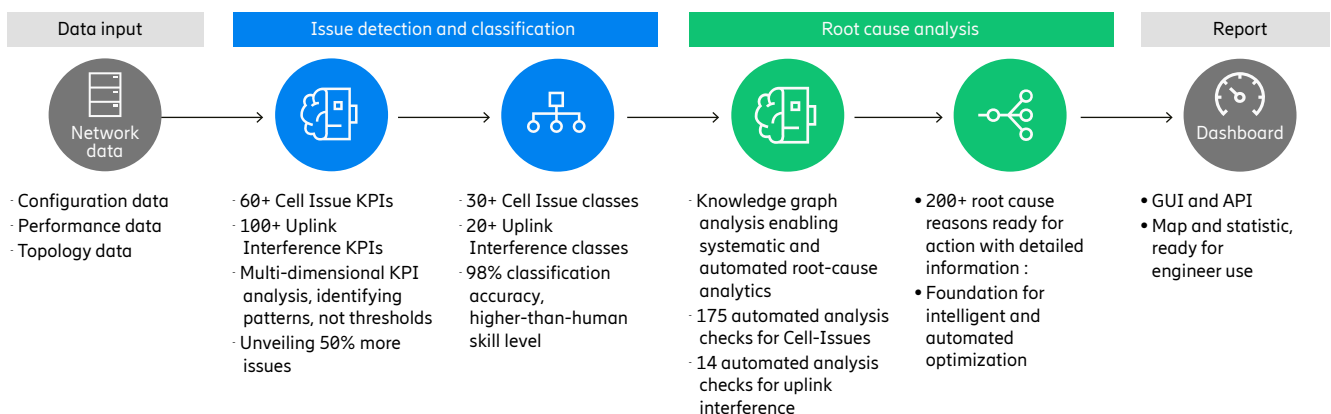 Data input
Issue detection and classification
Root cause analysis
Report
Network
data
Dashboard
· Configuration data
· Performance data
· Topology data
· 60+ Cell Issue KPIs
· 100+ Uplink
Interference KPIs
· Multi-dimensional KPI
analysis, identifying
patterns, not thresholds
· Unveiling 50% more
issues
· 30+ Cell Issue classes
· 20+ Uplink
Interference classes
· 98% classification
accuracy,
higher-than-human
skill level
· Knowledge graph
analysis enabling
systematic and
automated root-cause
analytics
· 175 automated analysis
checks for Cell-Issues
· 14 automated analysis
checks for uplink
interference
• 200+ root cause
reasons ready for
action with detailed
information :
• Foundation for
intelligent and
automated
optimization
• GUI and API
• Map and statistic,
ready for
engineer use